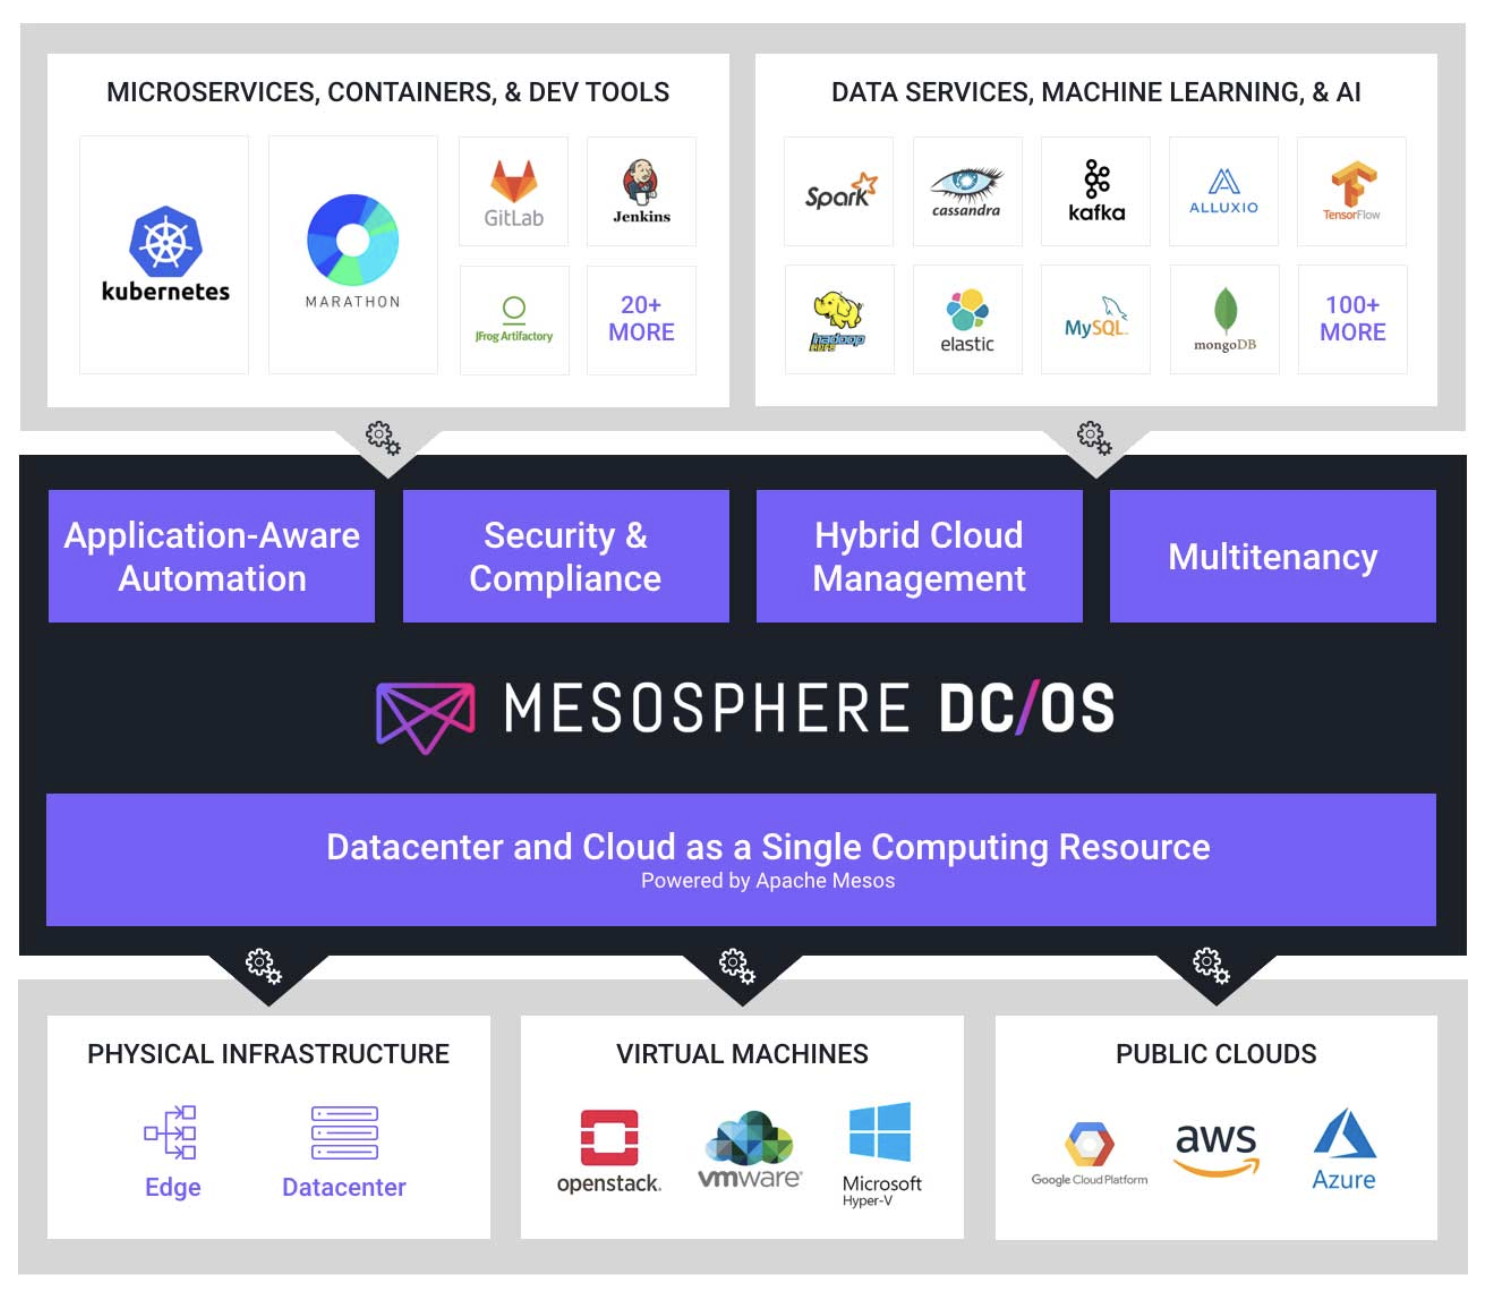 MICROSERVICES, CONTAINERS, & DEV TOOLS
kubernetes
MARATHON
GitLab
Jenkins
JFrog Artifactory
20+
MORE
DATA SERVICES, MACHINE LEARNING, & AI
Spark
cassandra
kafka
ALLUXIO
TensorFlow
hadoop
HDFS
elastic
MySQL
mongoDB
100+
MORE
Application-Aware
Automation
Security &
Compliance
Hybrid Cloud
Management
Multitenancy
MESOSPHERE DC/OS
Datacenter and Cloud as a Single Computing Resource
Powered by Apache Mesos
PHYSICAL INFRASTRUCTURE
Edge
Datacenter
VIRTUAL MACHINES
openstack.
vmware
Microsoft
Hyper-V
PUBLIC CLOUDS
Google Cloud Platform
aws
Azure